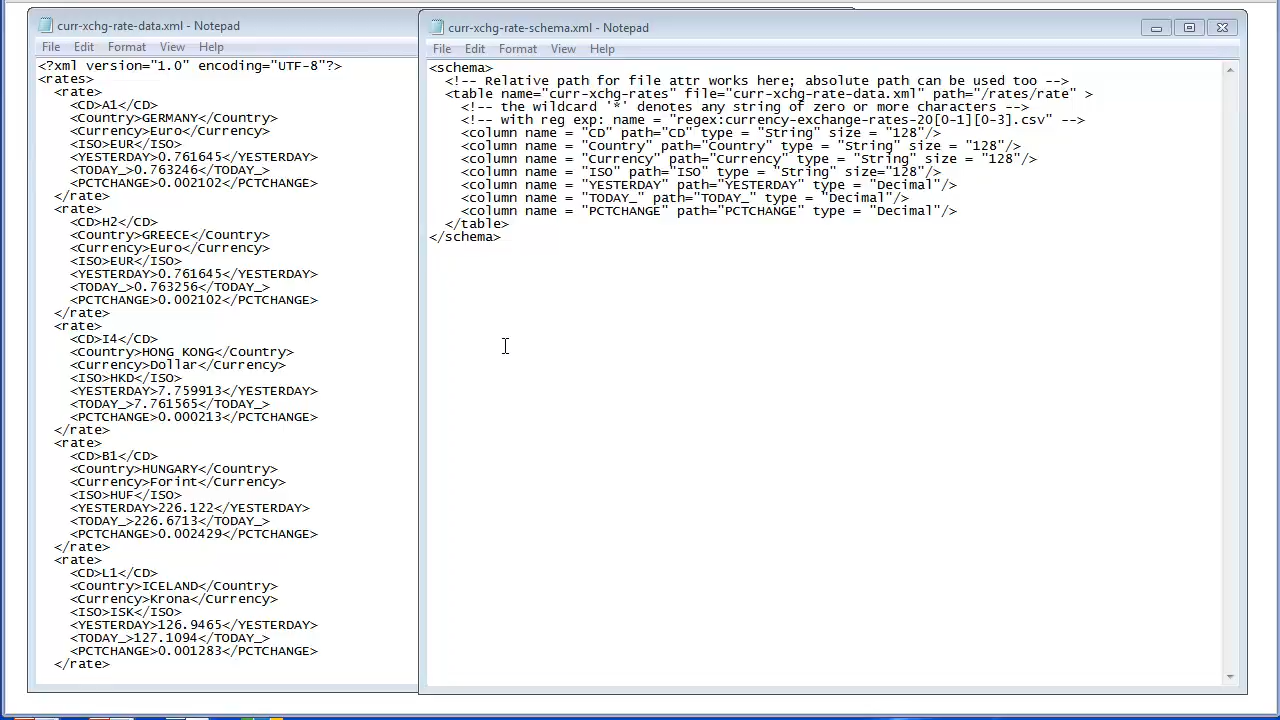 curr-xchg-rate-data.xml - Notepad
File Edit Format View Help
<?xml version="1.0" encoding="UTF-8"?>
<rates>
<rate>
<CD>A1</CD>
<Country>GERMANY</Country>
<Currency>Euro</Currency>
<ISO>EUR</ISO>
<YESTERDAY>0.761645</YESTERDAY>
<TODAY_>0.763246</TODAY_>
<PCTCHANGE>0.002102</PCTCHANGE>
</rate>
<rate>
<CD>H2</CD>
<Country>GREECE</Country>
<Currency>Euro</Currency>
<ISO>EUR</ISO>
<YESTERDAY>0.761645</YESTERDAY>
<TODAY_>0.763256</TODAY_>
<PCTCHANGE>0.002102</PCTCHANGE>
</rate>
<rate>
<CD>I4</CD>
<Country>HONG KONG</Country>
<Currency>Dollar</Currency>
<ISO>HKD</ISO>
<YESTERDAY>7.759913</YESTERDAY>
<TODAY_>7.761565</TODAY_>
<PCTCHANGE>0.000213</PCTCHANGE>
</rate>
<rate>
<CD>B1</CD>
<Country>HUNGARY</Country>
<Currency>Forint</Currency>
<ISO>HUF</ISO>
<YESTERDAY>226.122</YESTERDAY>
<TODAY_>226.6713</TODAY_>
<PCTCHANGE>0.002429</PCTCHANGE>
</rate>
<rate>
<CD>L1</CD>
<Country>ICELAND</Country>
<Currency>Krona</Currency>
<ISO>ISK</ISO>
<YESTERDAY>126.9465</YESTERDAY>
<TODAY_>127.1094</TODAY_>
<PCTCHANGE>0.001283</PCTCHANGE>
</rate>
curr-xchg-rate-schema.xml - Notepad
File Edit Format View Help
<schema>
<!-- Relative path for file attr works here; absolute path can be used too -->
<table name="curr-xchg-rates" file="curr-xchg-rate-data.xml" path="/rates/rate" >
<!-- the wildcard '*' denotes any string of zero or more characters -->
<!-- with reg exp: name = "regex:currency-exchange-rates-20[0-1][0-3].csv" -->
<column name = "CD" path="CD" type = "String" size = "128"/>
<column name = "Country" path="Country" type = "String" size = "128"/>
<column name = "Currency" path="Currency" type = "String" size = "128"/>
<column name = "ISO" path="ISO" type = "String" size="128"/>
<column name = "YESTERDAY" path="YESTERDAY" type = "Decimal"/>
<column name = "TODAY_" path="TODAY_" type = "Decimal"/>
<column name = "PCTCHANGE" path="PCTCHANGE" type = "Decimal"/>
</table>
</schema>